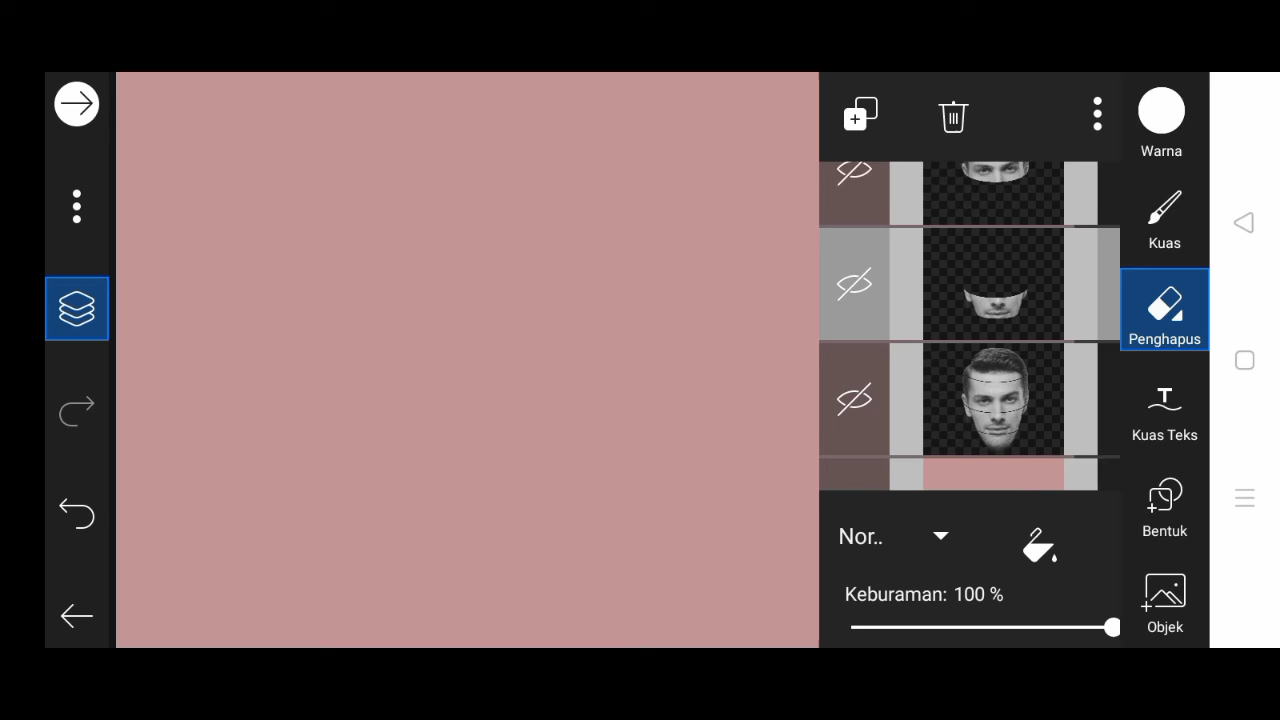 Warna
Kuas
Penghapus
Kuas Teks
Bentuk
Objek
Nor..
Keburaman: 100 %